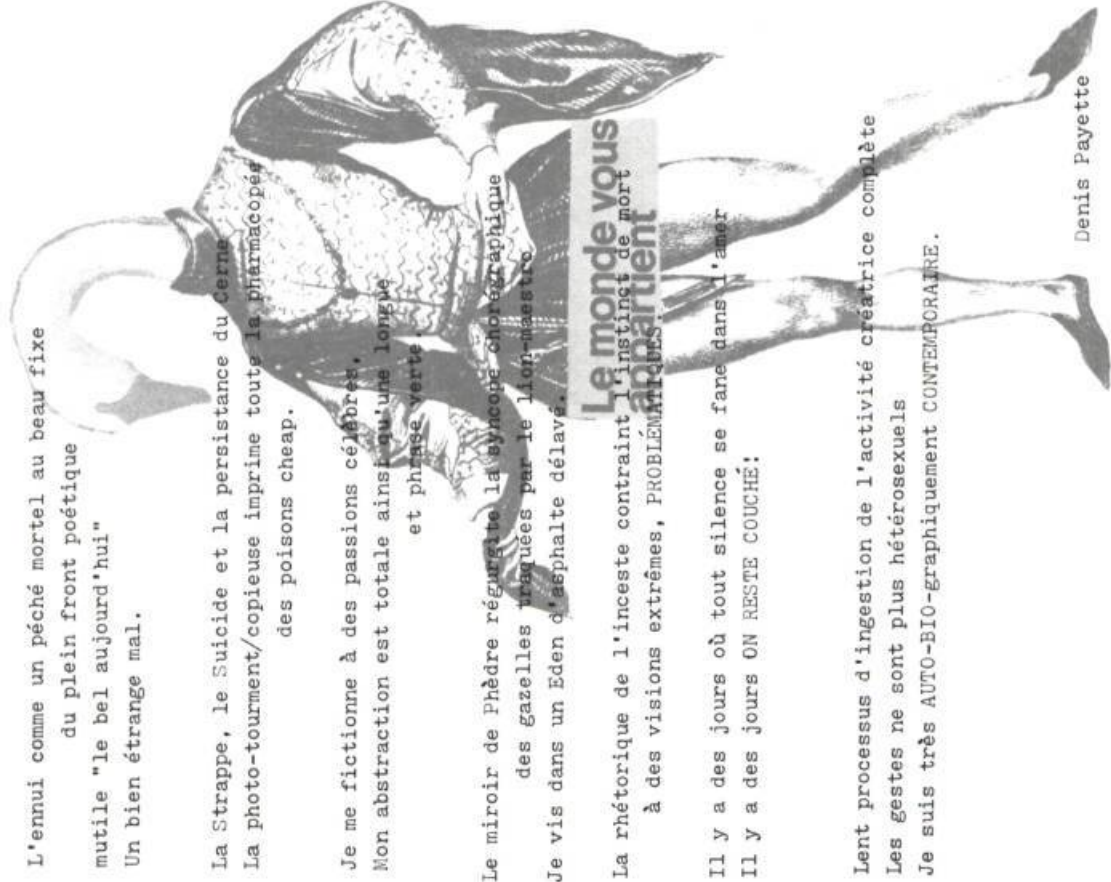 L'ennui comme un péché mortel au beau fixe
du plein front poétique
mutile "le bel aujourd'hui"
Un bien étrange mal.
La Strappe, le Suicide et la persistance du Cerne
La photo-tourment/copieuse imprime toute la pharmacopée
des poisons cheap.
Je me fictionne à des passions célèbres.
Mon abstraction est totale ainsi qu'une longue
et phrase verte.
Le miroir de Phèdre régurgite la syncope chorégraphique
des gazelles traquées par le lion-maestro
Je vis dans un Eden d'asphalte délavé.
Le monde vous
appartient
La rhétorique de l'inceste contraint l'instinct de mort
à des visions extrêmes, PROBLÉMATIQUES.
Il y a des jours où tout silence se fane dans l'amer
Il y a des jours ON RESTE COUCHÉ!
Lent processus d'ingestion de l'activité créatrice complète
Les gestes ne sont plus hétérosexuels
Je suis très AUTO-BIO-graphiquement CONTEMPORAIRE.
Denis Payette